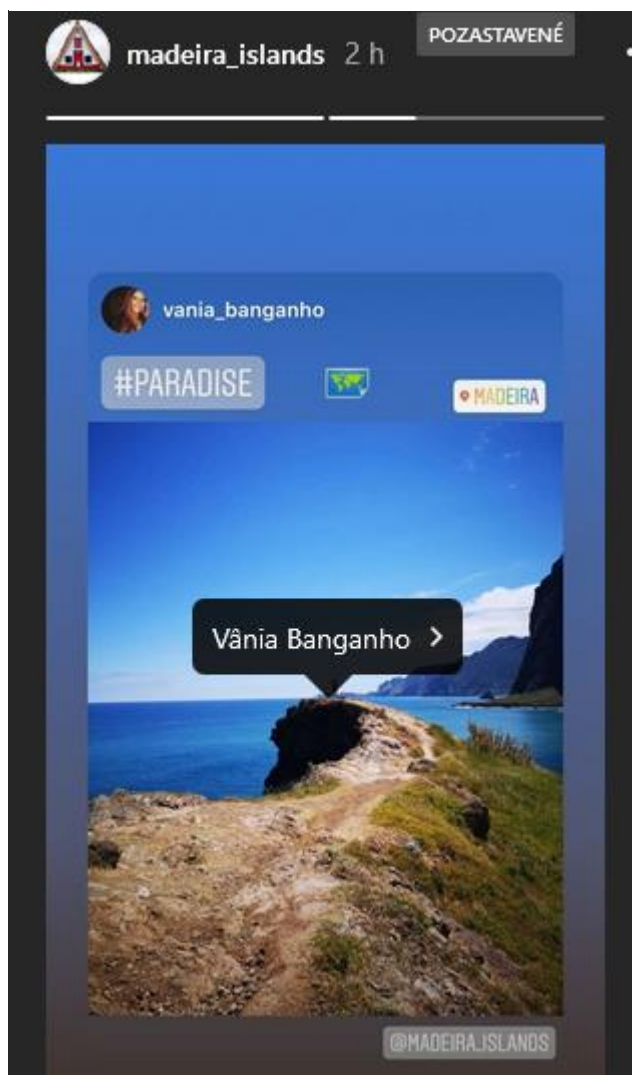 madeira_islands 2 h POZASTAVENÉ
vania_banganho
#PARADISE MADEIRA
Vânia Banganho
@MADEIRA_ISLANDS